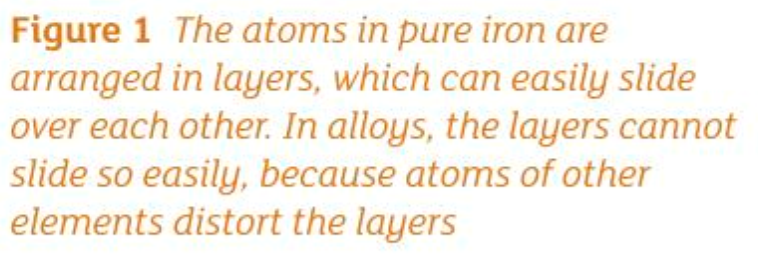 Figure 1 The atoms in pure iron are
arranged in layers, which can easily slide
over each other. In alloys, the layers cannot
slide so easily, because atoms of other
elements distort the layers